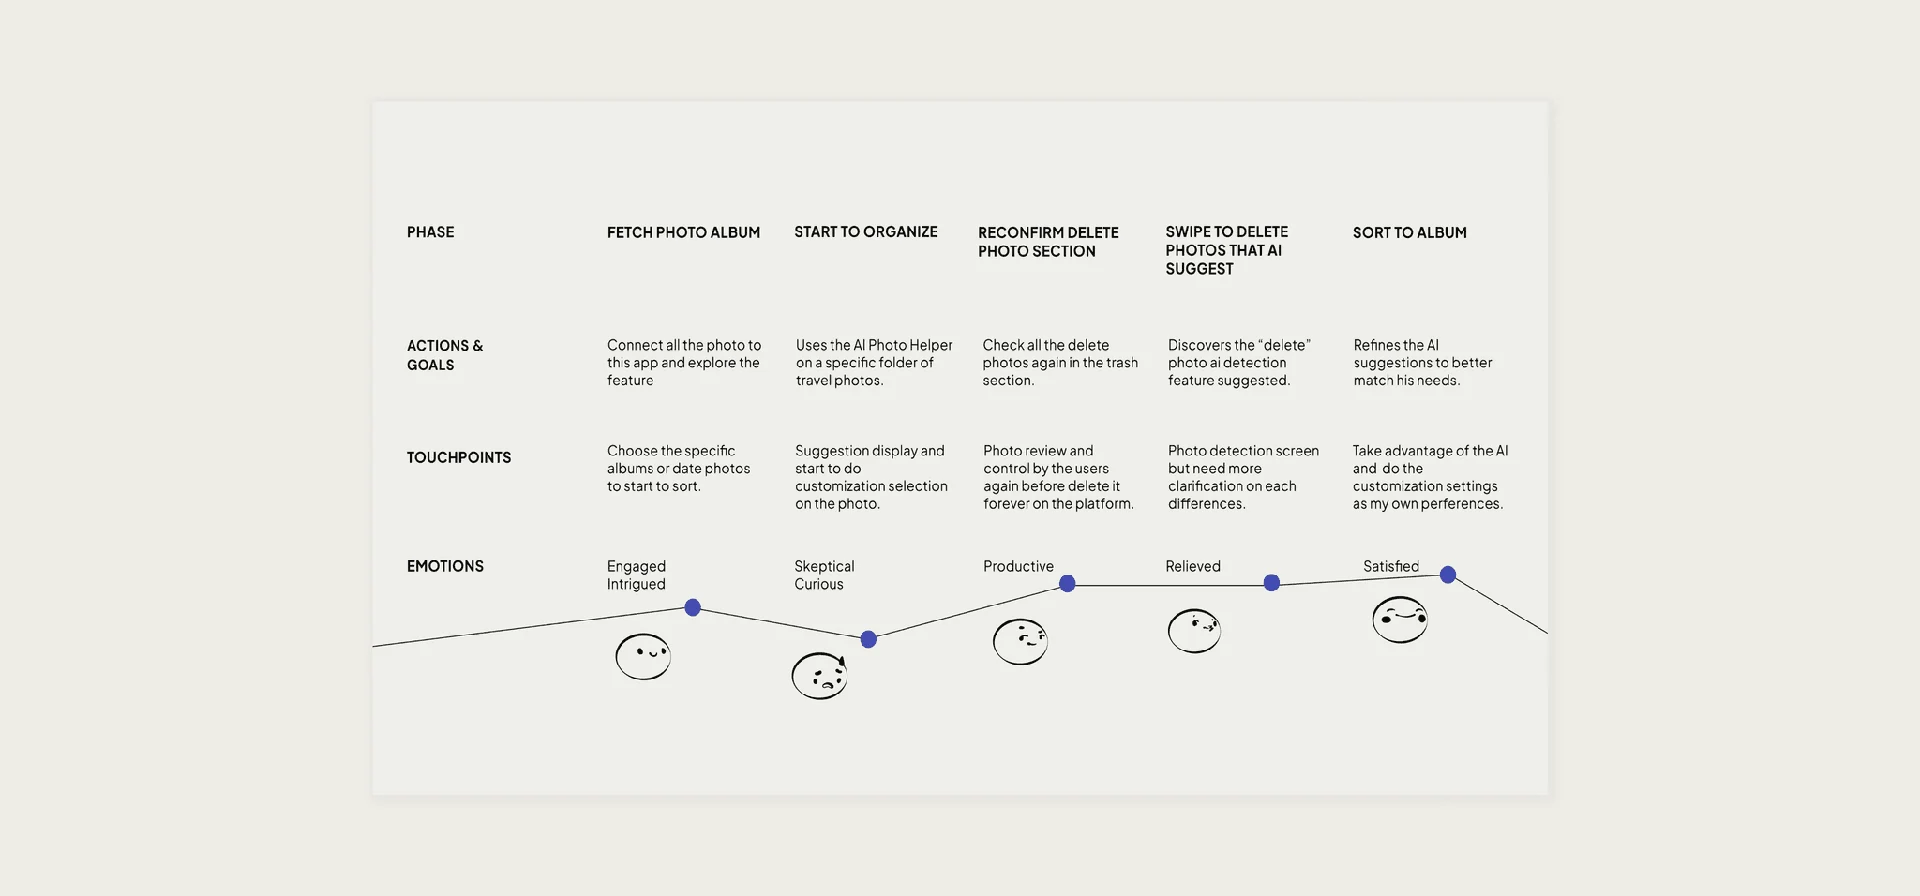 PHASE
FETCH PHOTO ALBUM
START TO ORGANIZE
RECONFIRM DELETE
PHOTO SECTION
SWIPE TO DELETE
PHOTOS THAT AI
SUGGEST
SORT TO ALBUM
ACTIONS &
GOALS
Connect all the photo to
this app and explore the
feature
Uses the AI Photo Helper
on a specific folder of
travel photos.
Check all the delete
photos again in the trash
section.
Discovers the “delete”
photo ai detection
feature suggested.
Refines the AI
suggestions to better
match his needs.
TOUCHPOINTS
Choose the specific
albums or date photos
to start to sort.
Suggestion display and
start to do
customization selection
on the photo.
Photo review and
control by the users
again before delete it
forever on the platform.
Photo detection screen
but need more
clarification on each
differences.
Take advantage of the AI
and do the
customization settings
as my own perferences.
EMOTIONS
Engaged
Intrigued
Skeptical
Curious
Productive
Relieved
Satisfied